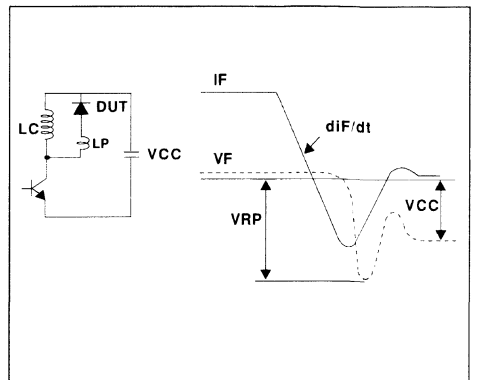 IF
DUT
diF/dt
LC
LP
VCC
VF
VRP
VCC